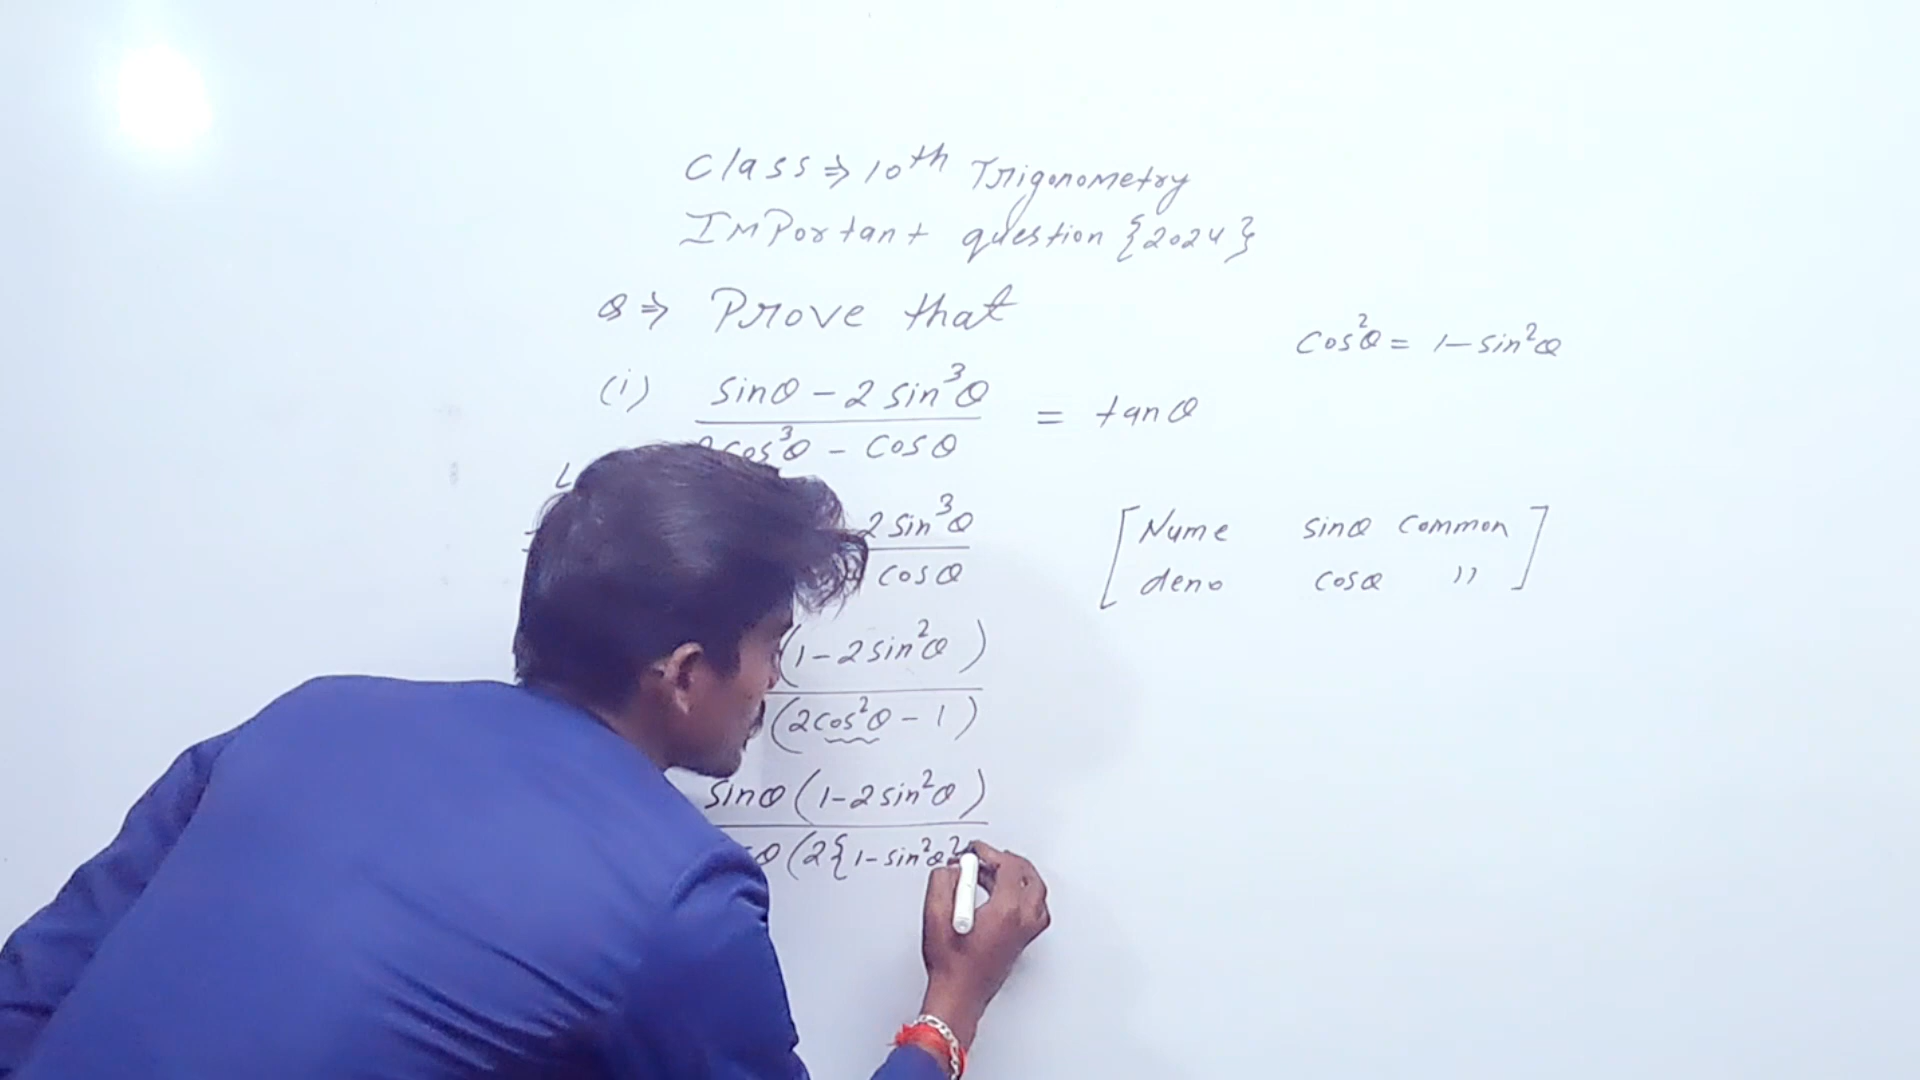 Class ⇒ 10th Trigonometry
IMPortant question {2024}
Q ⇒ Prove that
cos²θ = 1 - sin²θ
(i) sinθ - 2 sin³θ
= tanθ
cos³θ - cosθ
L
2 sin³θ
cosθ
[Nume sinθ common
deno cosθ ,, ]
(1 - 2 sin²θ )
(2cos²θ - 1 )
sinθ (1 - 2 sin²θ )
θ (2{1 - sin²θ}